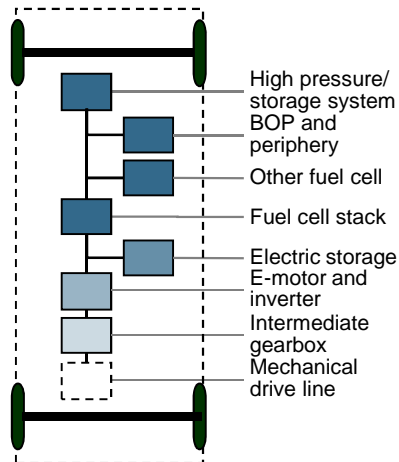 High pressure/
storage system
BOP and
periphery
Other fuel cell
Fuel cell stack
Electric storage
E-motor and
inverter
Intermediate
gearbox
Mechanical
drive line